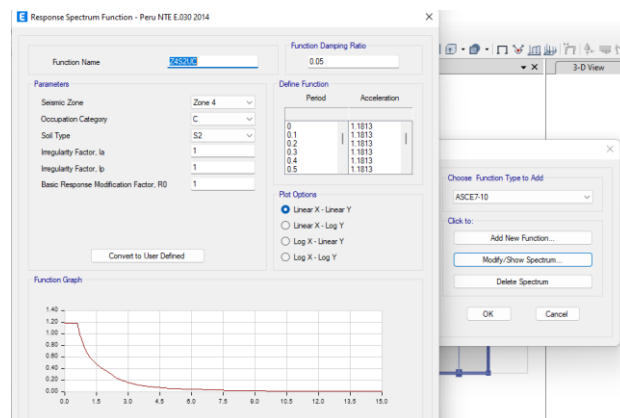 E Response Spectrum Function - Peru NTE E.030 2014
Function Name
Z4S2UC
Function Damping Ratio
0.05
Parameters
Seismic Zone
Zone 4
Occupation Category
C
Soil Type
S2
Irregularity Factor, Ia
1
Irregularity Factor, Ip
1
Basic Response Modification Factor, R0
1
Convert to User Defined
Define Function
Period Acceleration
0 1.1813
0.1 1.1813
0.2 1.1813
0.3 1.1813
0.4 1.1813
0.5 1.1813
Plot Options
Linear X - Linear Y
Linear X - Log Y
Log X - Linear Y
Log X - Log Y
Function Graph
1.40
1.20
1.00
0.80
0.60
0.40
0.20
0.00
0.0 1.5 3.0 4.5 6.0 7.5 9.0 10.5 12.0 13.5 15.0
3-D View
Choose Function Type to Add
ASCE7-10
Click to:
Add New Function...
Modify/Show Spectrum...
Delete Spectrum
OK Cancel